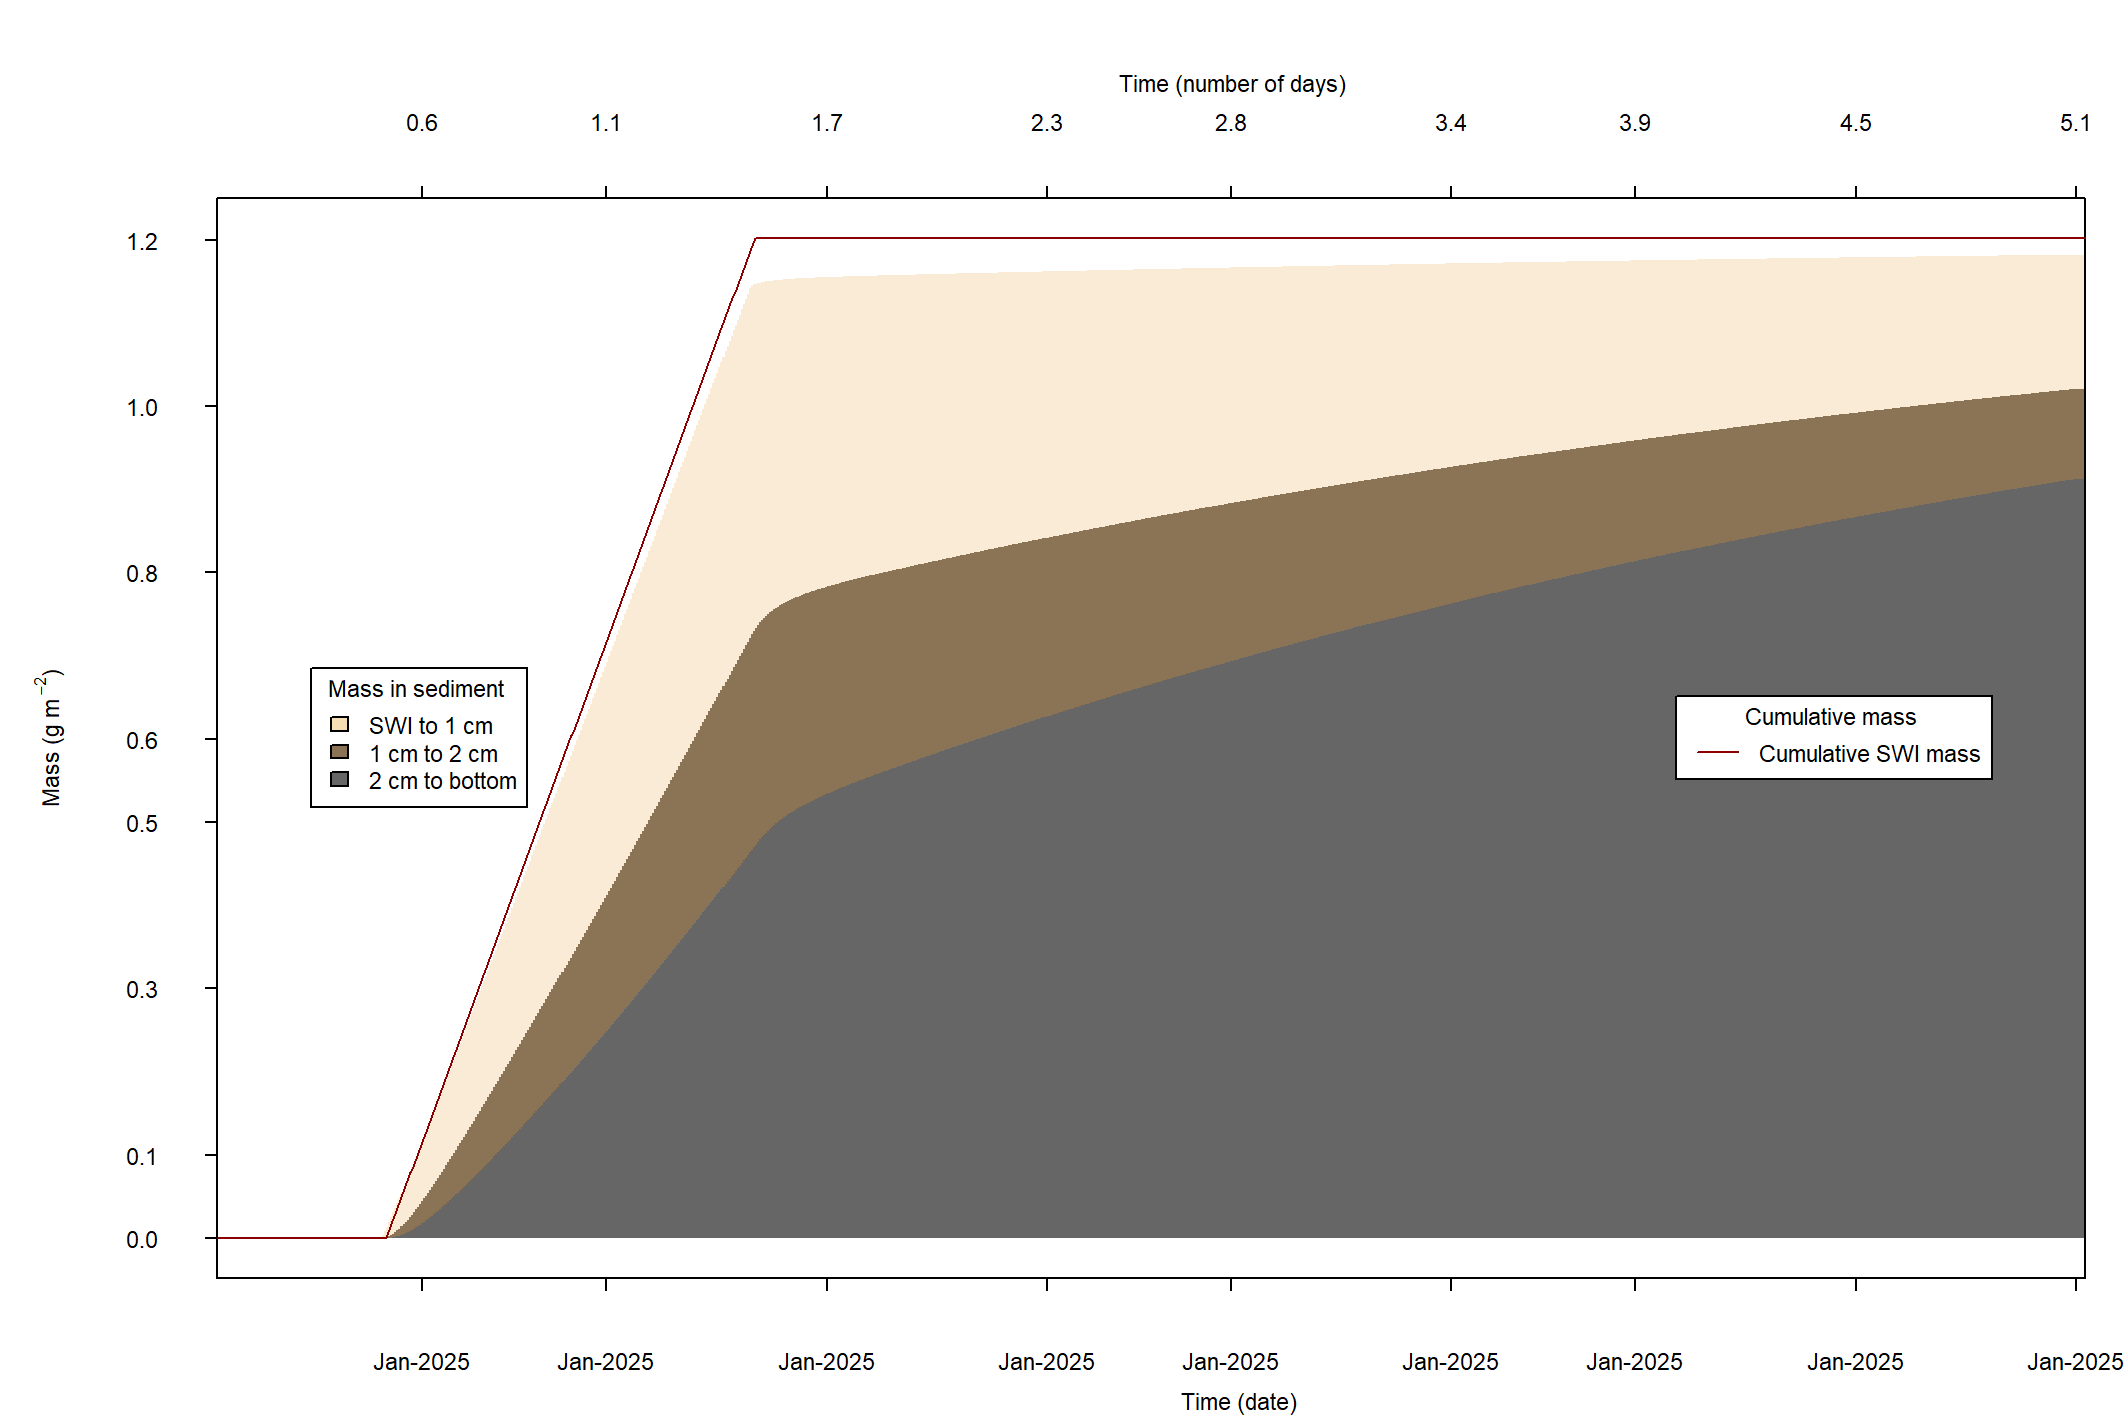 Time (number of days)
0.6 1.1 1.7 2.3 2.8 3.4 3.9 4.5 5.1
1.2
1.0
0.8
0.6
0.5
0.3
0.1
0.0
Mass (g m⁻²)
Mass in sediment
SWI to 1 cm
1 cm to 2 cm
2 cm to bottom
Cumulative mass
Cumulative SWI mass
Jan-2025 Jan-2025 Jan-2025 Jan-2025 Jan-2025 Jan-2025 Jan-2025 Jan-2025 Jan-2025
Time (date)